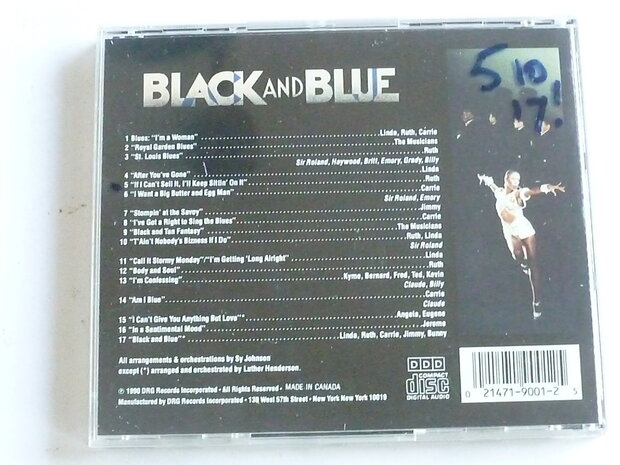 BLACK AND BLUE
5 10
17!
1 Blues: "I'm a Woman" Linda, Ruth, Carrie
2 "Royal Garden Blues" The Musicians
3 "St. Louis Blues" Ruth
Sir Roland, Haywood, Britt, Emory, Grady, Billy
4 "After You've Gone" Linda
5 "If I Can't Sell It, I'll Keep Sittin' On It" Ruth
6 "I Want a Big Butter and Egg Man" Carrie
Sir Roland, Emory
7 "Stompin' at the Savoy" Jimmy
8 "I've Got a Right to Sing the Blues" Carrie
9 "Black and Tan Fantasy" The Musicians
10 "T'Ain't Nobody's Bizness If I Do" Ruth, Linda
Sir Roland
11 "Call It Stormy Monday"/"I'm Getting 'Long Alright" Linda
12 "Body and Soul" Ruth
13 "I'm Confessing" Kyme, Bernard, Fred, Ted, Kevin
Claude, Billy
14 "Am I Blue" Carrie
Claude
15 "I Can't Give You Anything But Love"* Angela, Eugene
16 "In a Sentimental Mood" Jerome
17 "Black and Blue"* Linda, Ruth, Carrie, Jimmy, Bunny
All arrangements & orchestrations by Sy Johnson
except (*) arranged and orchestrated by Luther Henderson.
℗ 1990 DRG Records Incorporated · All Rights Reserved · MADE IN CANADA
Manufactured by DRG Records Incorporated · 130 West 57th Street · New York New York 10019
DDD
COMPACT
disc
DIGITAL AUDIO
0 21471-9001-2 5